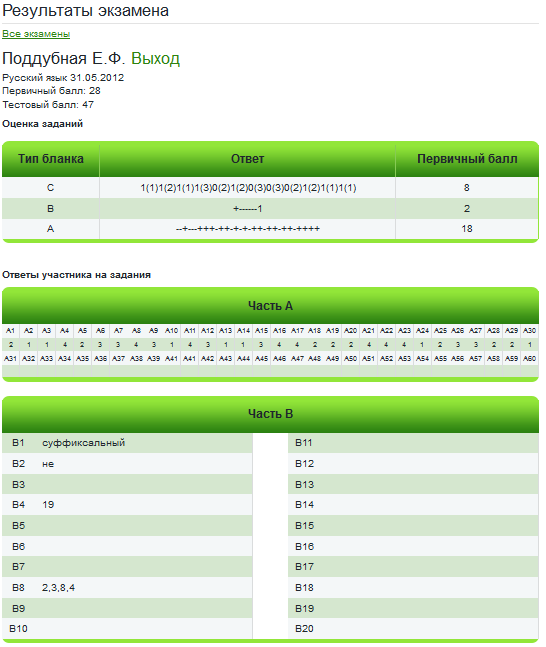 Результаты экзамена
Все экзамены
Поддубная Е.Ф. Выход
Русский язык 31.05.2012
Первичный балл: 28
Тестовый балл: 47
Оценка заданий
Тип бланка Ответ Первичный балл
C 1(1)1(2)1(1)1(3)0(2)1(2)0(3)0(3)0(2)1(2)1(1)1(1) 8
B +------1 2
A --+---+++-++-+-+-++-++-++-++++ 18
Ответы участника на задания
Часть А
A1 A2 A3 A4 A5 A6 A7 A8 A9 A10 A11 A12 A13 A14 A15 A16 A17 A18 A19 A20 A21 A22 A23 A24 A25 A26 A27 A28 A29 A30
2 1 1 4 2 3 3 4 3 1 4 3 1 1 3 4 4 2 2 2 4 4 4 1 2 3 3 2 2 1
A31 A32 A33 A34 A35 A36 A37 A38 A39 A41 A41 A42 A43 A44 A45 A46 A47 A48 A49 A50 A51 A52 A53 A54 A55 A56 A57 A58 A59 A60
Часть В
B1 суффиксальный B11
B2 не B12
B3 B13
B4 19 B14
B5 B15
B6 B16
B7 B17
B8 2,3,8,4 B18
B9 B19
B10 B20